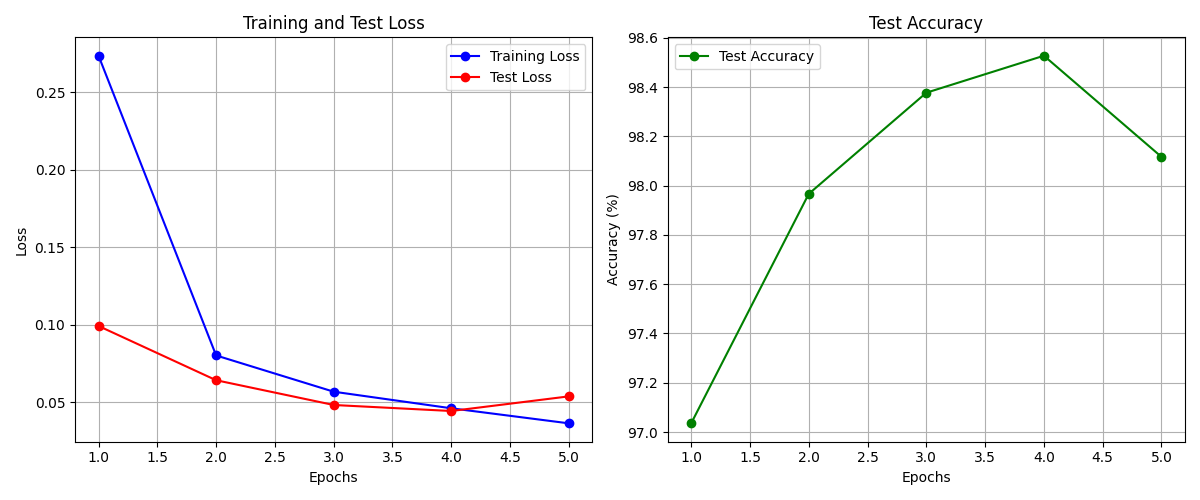 Training and Test Loss
Training Loss
Test Loss
0.25
0.20
0.15
0.10
0.05
Loss
1.0 1.5 2.0 2.5 3.0 3.5 4.0 4.5 5.0
Epochs
Test Accuracy
Test Accuracy
98.6
98.4
98.2
98.0
97.8
97.6
97.4
97.2
97.0
Accuracy (%)
1.0 1.5 2.0 2.5 3.0 3.5 4.0 4.5 5.0
Epochs